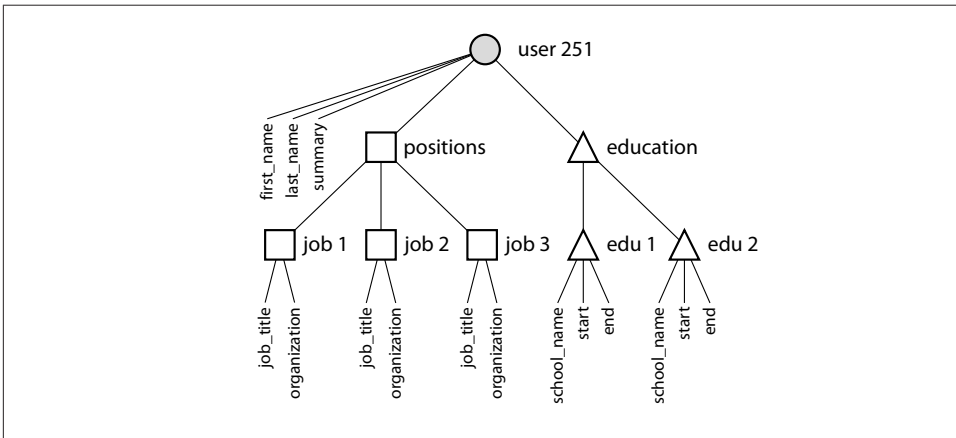 user 251
first_name
last_name
summary
positions
education
job 1
job 2
job 3
edu 1
edu 2
job_title
organization
job_title
organization
job_title
organization
school_name
start
end
school_name
start
end